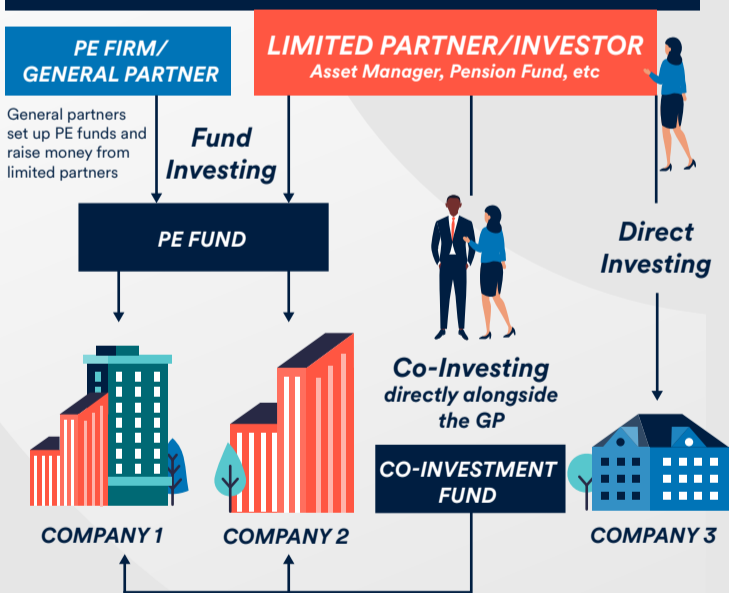 PE FIRM/
GENERAL PARTNER
LIMITED PARTNER/INVESTOR
Asset Manager, Pension Fund, etc
General partners
set up PE funds and
raise money from
limited partners
Fund
Investing
PE FUND
Direct
Investing
Co-Investing
directly alongside
the GP
CO-INVESTMENT
FUND
COMPANY 1
COMPANY 2
COMPANY 3